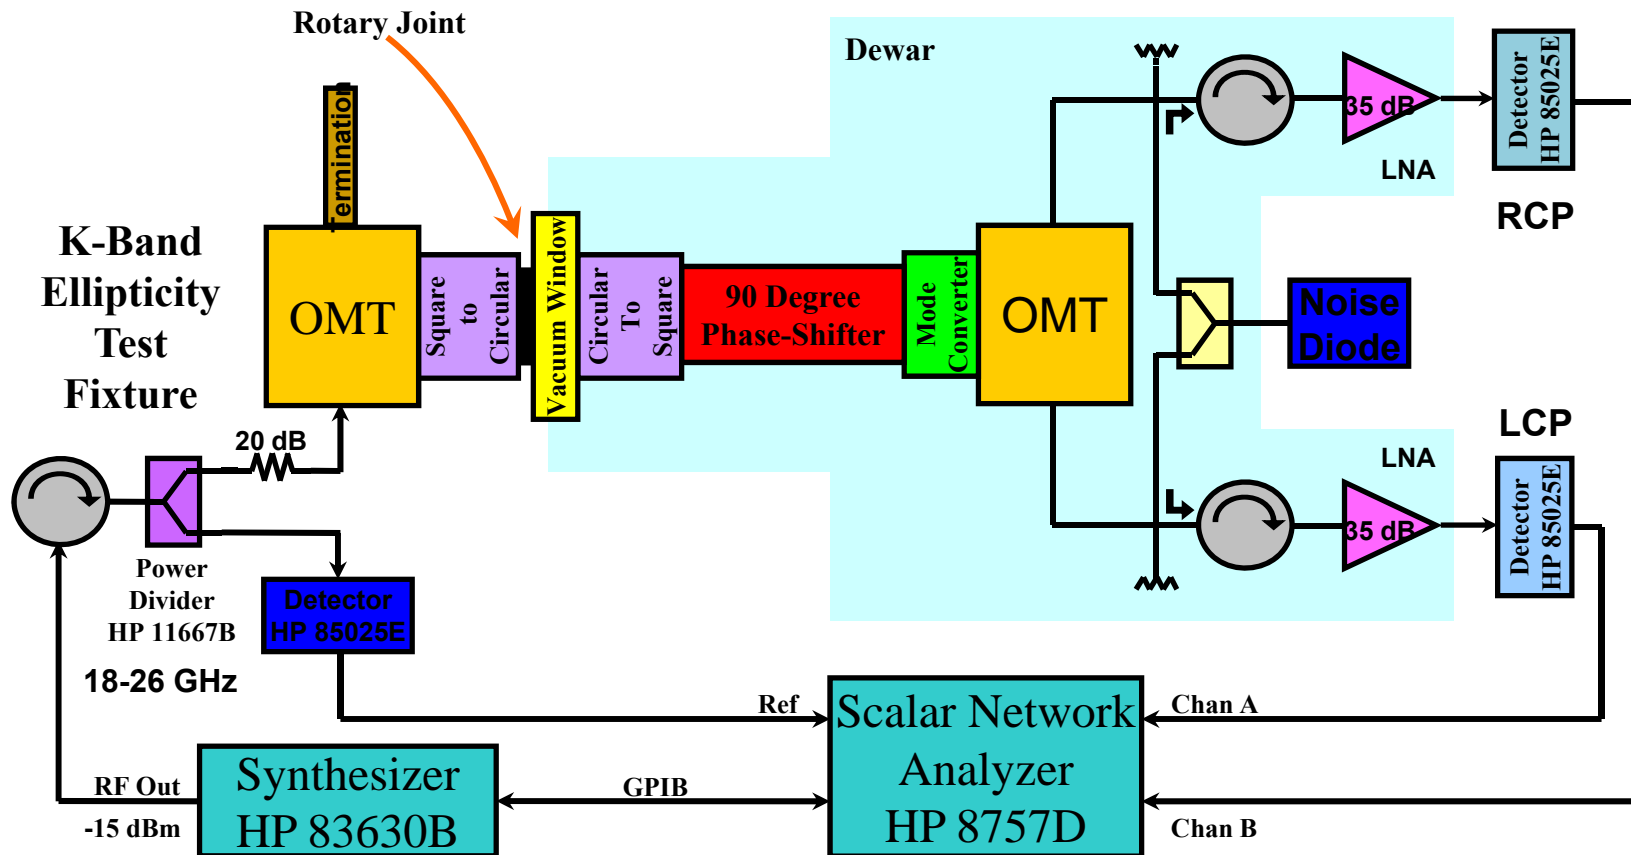 Rotary Joint
Dewar
Termination
35 dB
LNA
Detector
HP 85025E
RCP
K-Band
Ellipticity
Test
Fixture
OMT
Square
to
Circular
Vacuum Window
Circular
To
Square
90 Degree
Phase-Shifter
Mode
Converter
OMT
Noise
Diode
20 dB
LCP
LNA
35 dB
Detector
HP 85025E
Power
Divider
HP 11667B
Detector
HP 85025E
18-26 GHz
Ref
Scalar Network
Analyzer
HP 8757D
Chan A
RF Out
-15 dBm
Synthesizer
HP 83630B
GPIB
Chan B